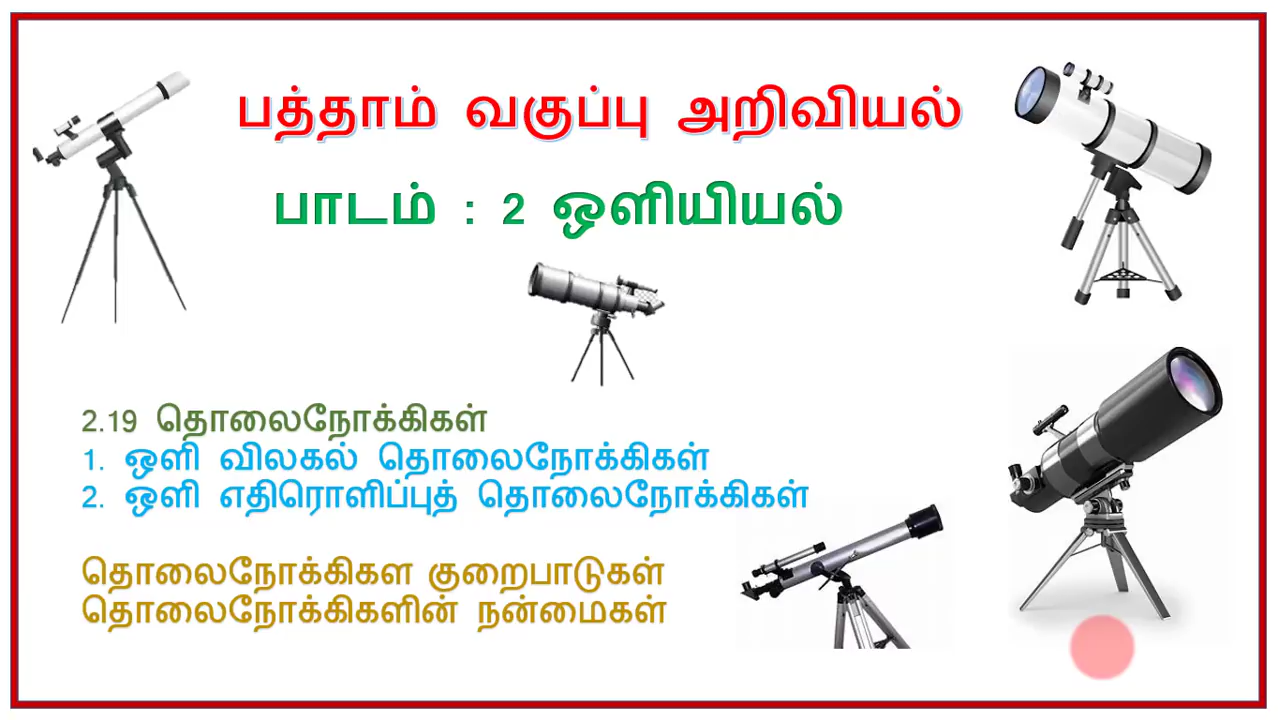 பத்தாம் வகுப்பு அறிவியல்
பாடம் : 2 ஒளியியல்
2.19 தொலைநோக்கிகள்
1. ஒளி விலகல் தொலைநோக்கிகள்
2. ஒளி எதிரொளிப்புத் தொலைநோக்கிகள்
தொலைநோக்கிகள குறைபாடுகள்
தொலைநோக்கிகளின் நன்மைகள்